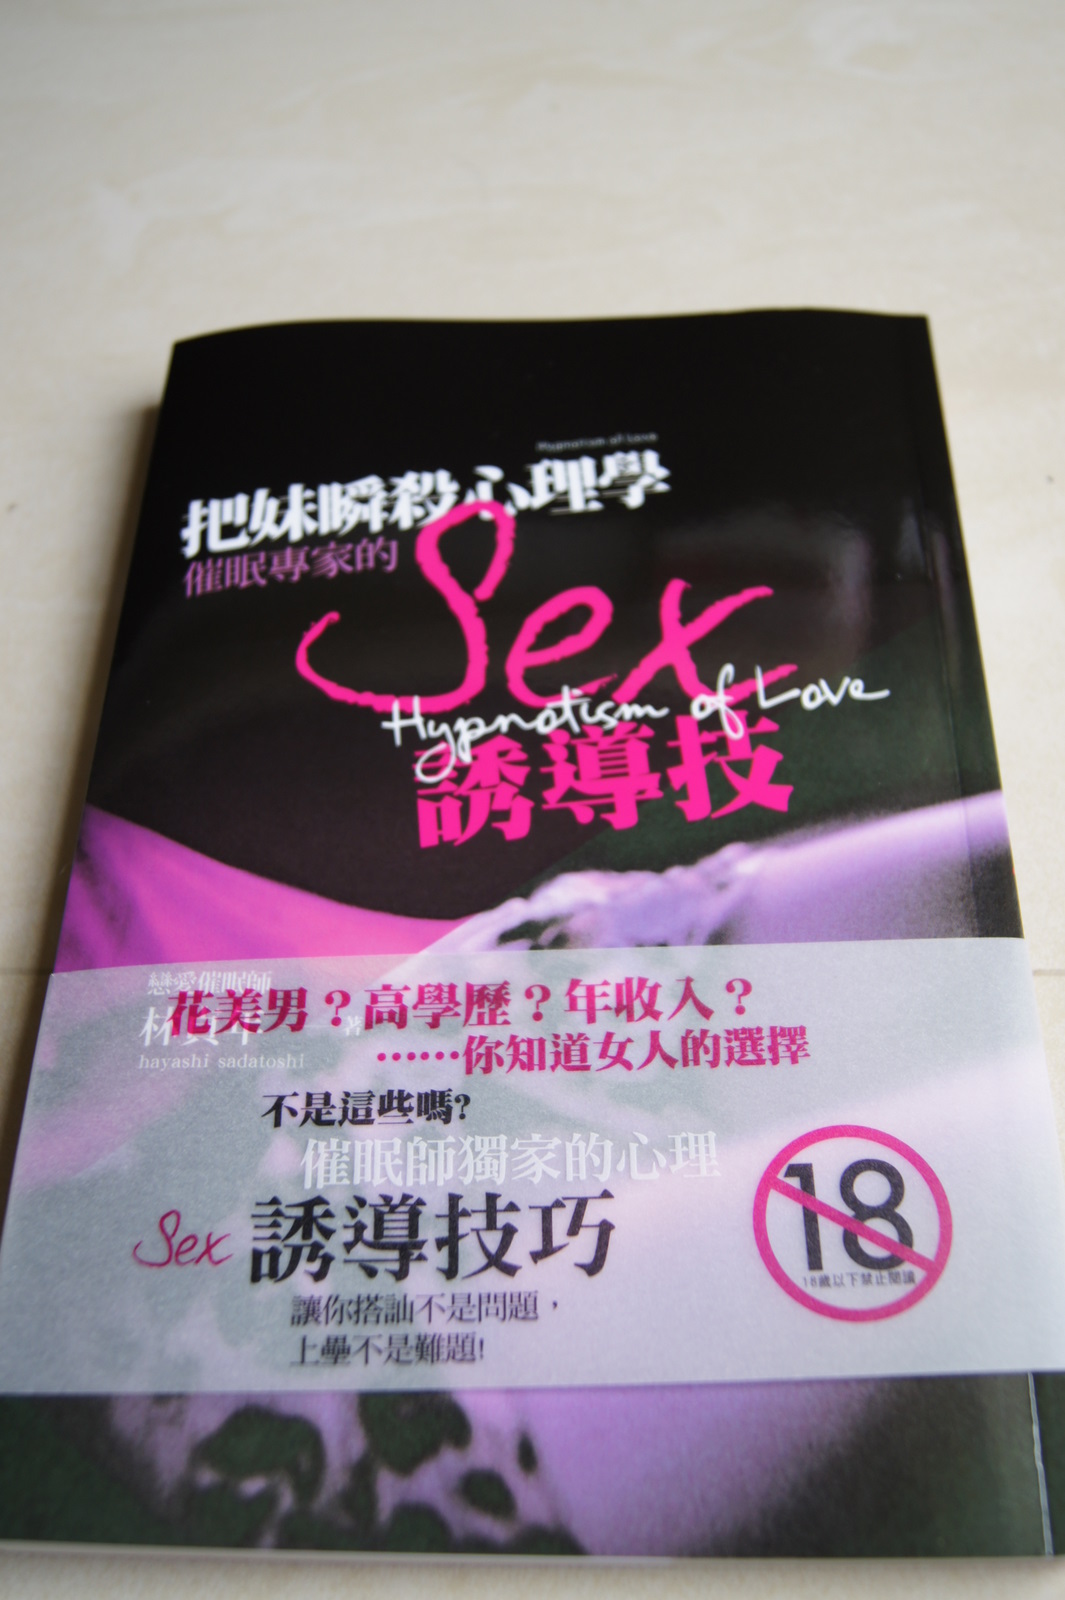 Hypnotism of Love
把妹瞬殺心理學
催眠專家的
Sex
Hypnotism of Love
誘導技
戀愛催眠師
林貞年 著
hayashi sadatoshi
花美男？高學歷？年收入？
……你知道女人的選擇
不是這些嗎?
催眠師獨家的心理
Sex 誘導技巧
讓你搭訕不是問題，
上壘不是難題!
18
18歲以下禁止閱讀